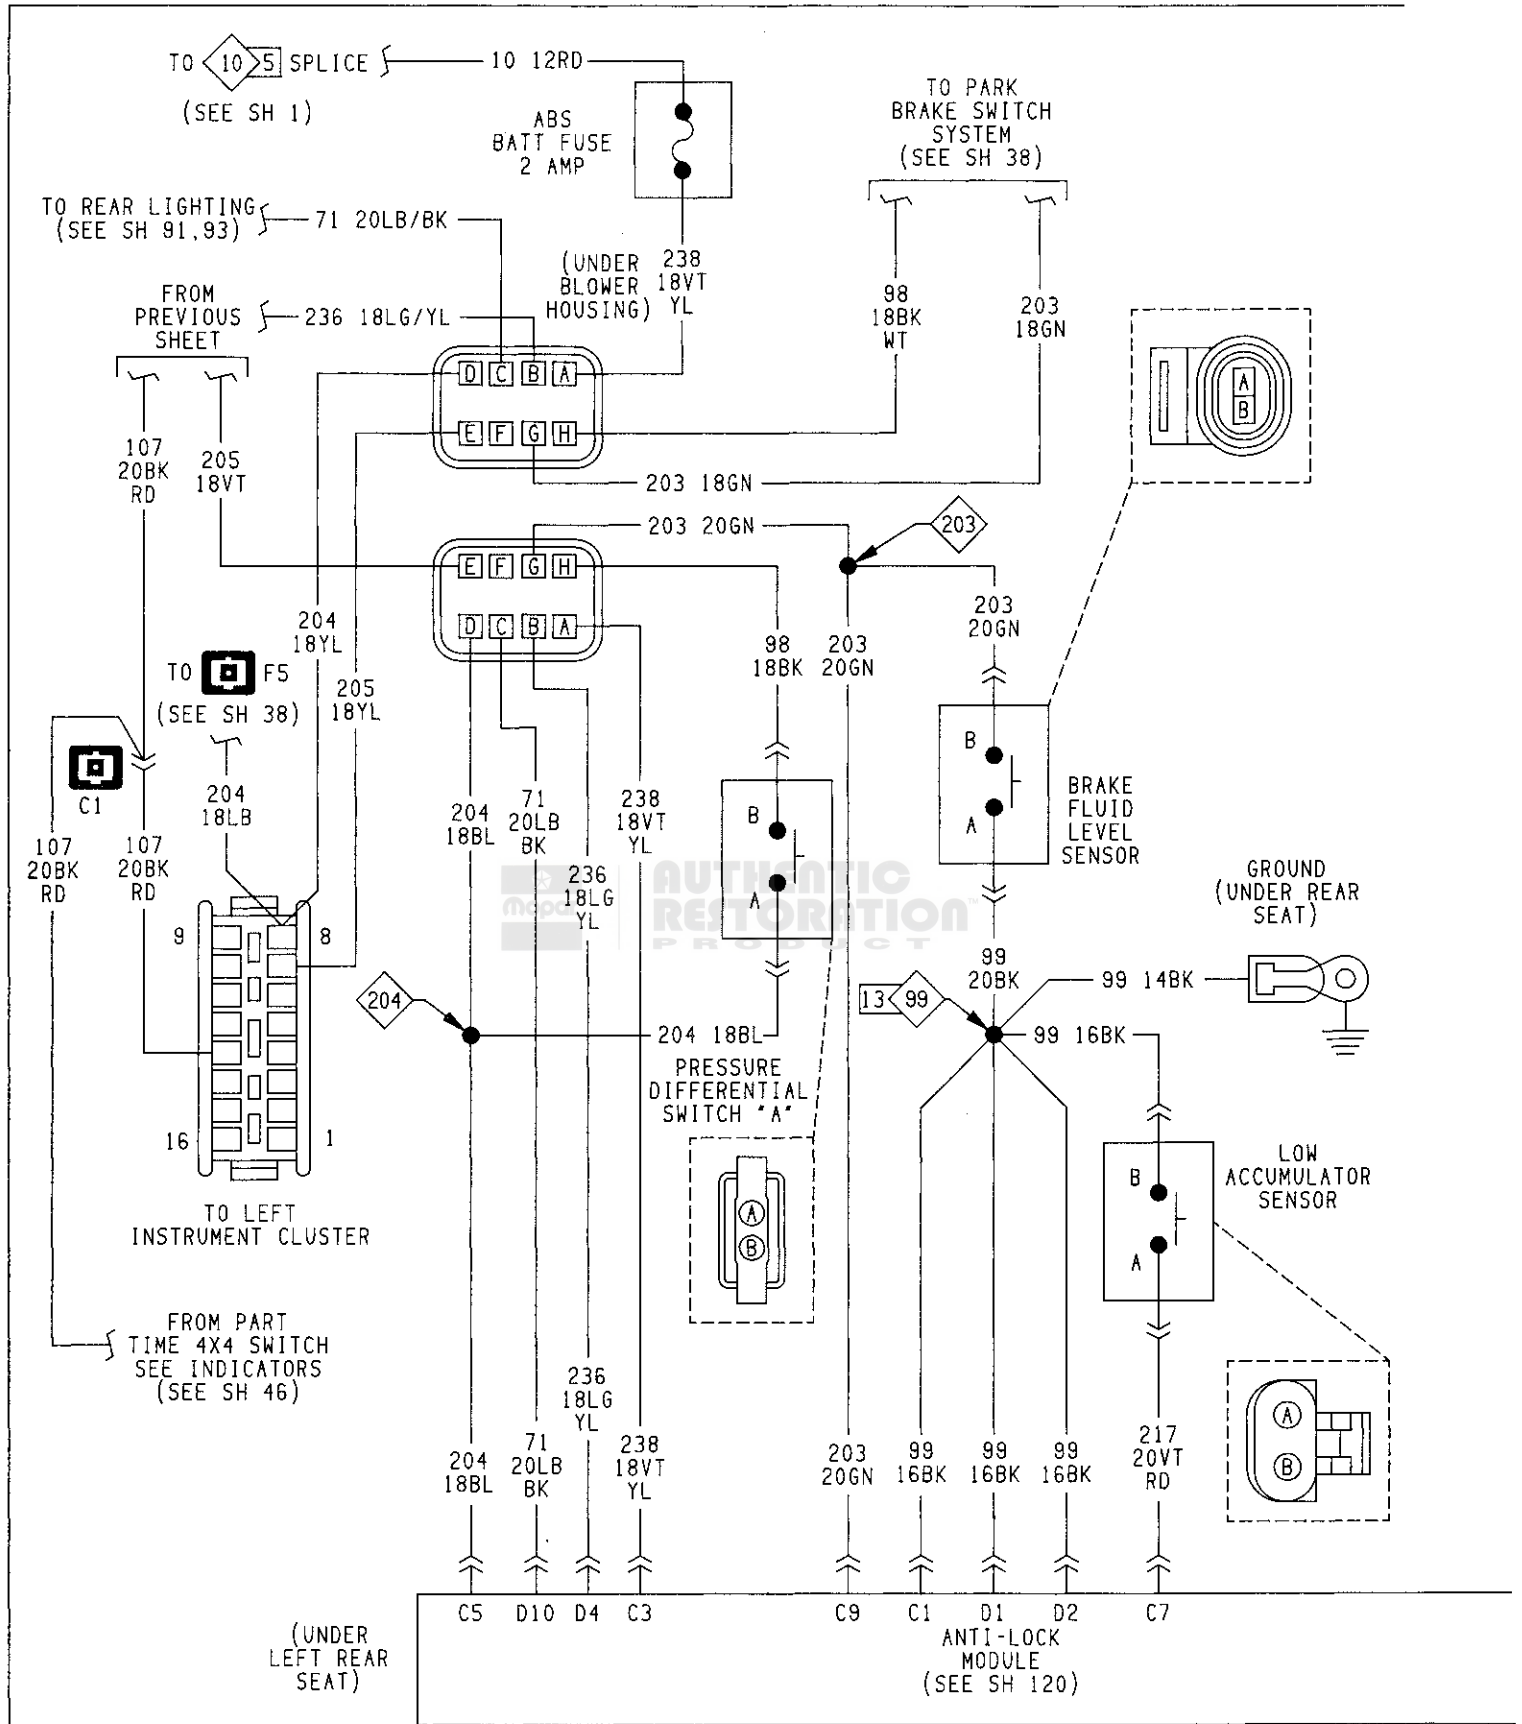 TO 10 5 SPLICE
(SEE SH 1)
10 12RD
ABS
BATT FUSE
2 AMP
TO PARK
BRAKE SWITCH
SYSTEM
(SEE SH 38)
TO REAR LIGHTING
(SEE SH 91,93)
71 20LB/BK
(UNDER
BLOWER
HOUSING)
238
18VT
YL
98
18BK
WT
203
18GN
FROM
PREVIOUS
SHEET
236 18LG/YL
D C B A
E F G H
A
B
107
20BK
RD
205
18VT
203 18GN
203 20GN
203
E F G H
D C B A
204
18YL
205
18YL
98
18BK
203
20GN
203
20GN
TO F5
(SEE SH 38)
C1
204
18LB
107
20BK
RD
107
20BK
RD
204
18BL
71
20LB
BK
236
18LG
YL
238
18VT
YL
B
A
B
A
BRAKE
FLUID
LEVEL
SENSOR
Mopar
AUTHENTIC
RESTORATION™
PRODUCT
GROUND
(UNDER REAR
SEAT)
9
8
16
1
204
204 18BL
13 99
99
20BK
99 14BK
99 16BK
PRESSURE
DIFFERENTIAL
SWITCH "A"
A
B
TO LEFT
INSTRUMENT CLUSTER
B
A
LOW
ACCUMULATOR
SENSOR
FROM PART
TIME 4X4 SWITCH
SEE INDICATORS
(SEE SH 46)
A
B
204
18BL
71
20LB
BK
236
18LG
YL
238
18VT
YL
203
20GN
99
16BK
99
16BK
99
16BK
217
20VT
RD
C5 D10 D4 C3 C9 C1 D1 D2 C7
(UNDER
LEFT REAR
SEAT)
ANTI-LOCK
MODULE
(SEE SH 120)